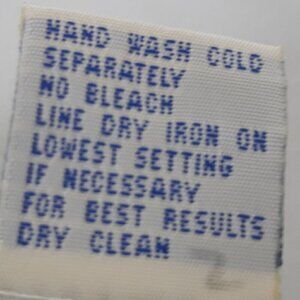 HAND WASH COLD
SEPARATELY
NO BLEACH
LINE DRY IRON ON
LOWEST SETTING
IF NECESSARY
FOR BEST RESULTS
DRY CLEAN
2